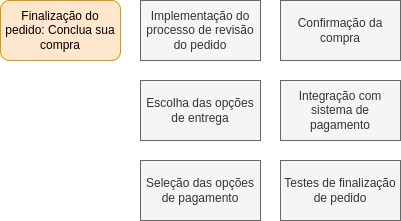 Finalização do
pedido: Conclua sua
compra
Implementação do
processo de revisão
do pedido
Confirmação da
compra
Escolha das opções
de entrega
Integração com
sistema de
pagamento
Seleção das opções
de pagamento
Testes de finalização
de pedido